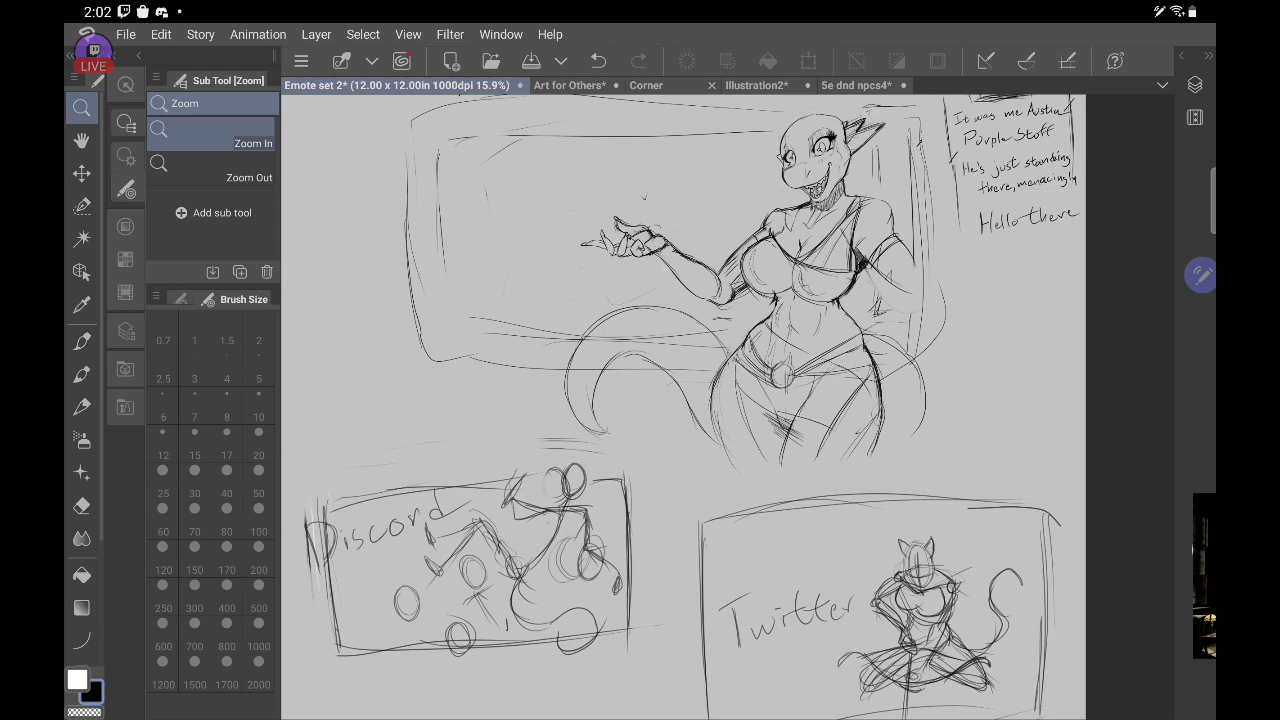 2:02
LIVE
File Edit Story Animation Layer Select View Filter Window Help
Sub Tool [Zoom]
Emote set 2* (12.00 x 12.00in 1000dpi 15.9%) Art for Others* Corner Illustration2* 5e dnd npcs4*
Zoom
Zoom In
Zoom Out
Add sub tool
Brush Size
0.7 1 1.5 2
2.5 3 4 5
6 7 8 10
12 15 17 20
25 30 40 50
60 70 80 100
120 150 170 200
250 300 400 500
600 700 800 1000
1200 1500 1700 2000
It was me Austin
Purple Stuff
He's just standing
there, menacingly
Hello there
Discord
Twitter